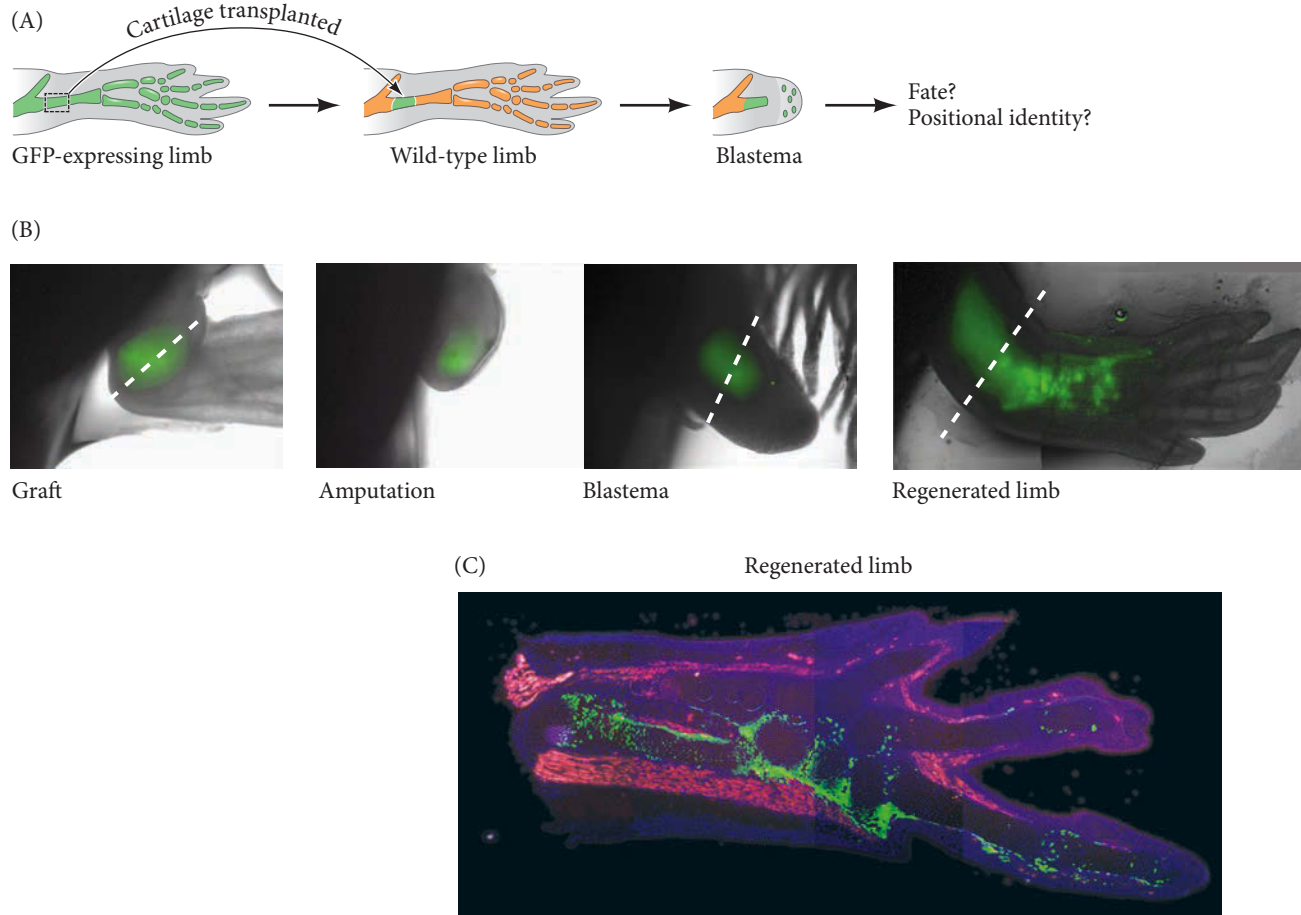 (A)
Cartilage transplanted
GFP-expressing limb
Wild-type limb
Blastema
Fate?
Positional identity?
(B)
Graft
Amputation
Blastema
Regenerated limb
(C)
Regenerated limb